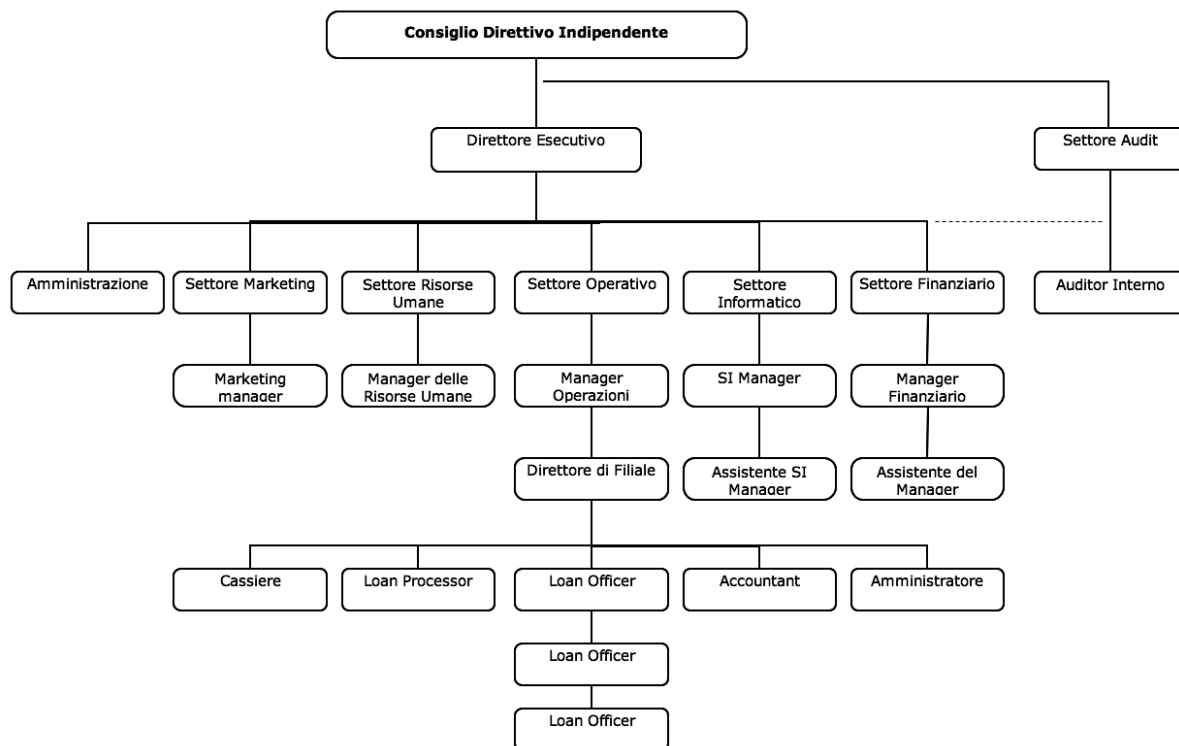 Consiglio Direttivo Indipendente
Direttore Esecutivo
Settore Audit
Amministrazione
Settore Marketing
Settore Risorse
Umane
Settore Operativo
Settore
Informatico
Settore Finanziario
Auditor Interno
Marketing
manager
Manager delle
Risorse Umane
Manager
Operazioni
SI Manager
Manager
Finanziario
Direttore di Filiale
Assistente SI
Manager
Assistente del
Manager
Cassiere
Loan Processor
Loan Officer
Accountant
Amministratore
Loan Officer
Loan Officer